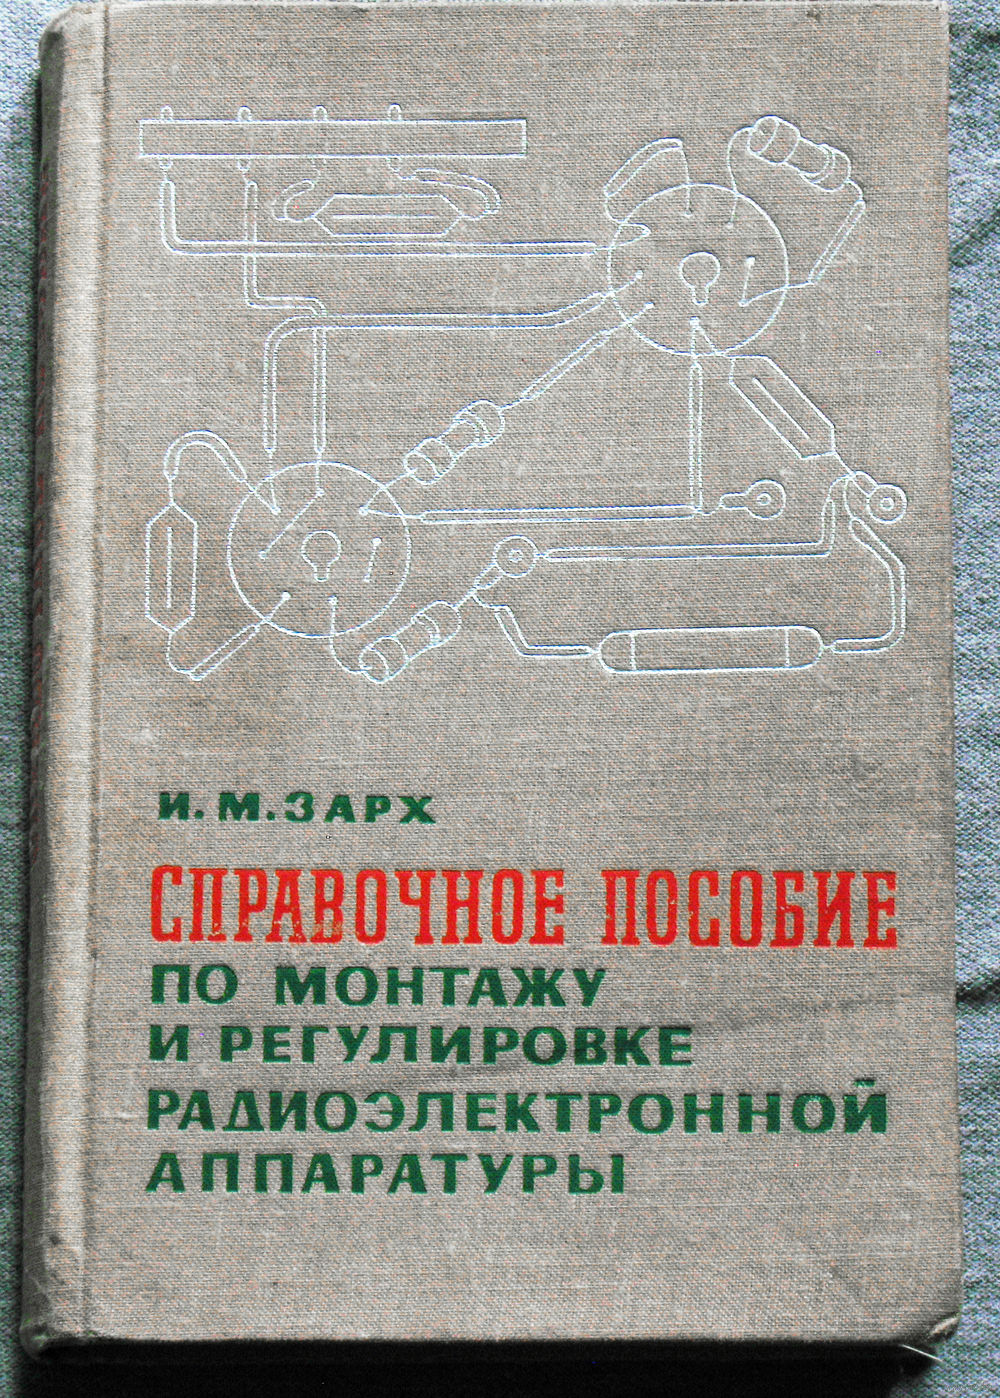 И. М. ЗАРХ
СПРАВОЧНОЕ ПОСОБИЕ
ПО МОНТАЖУ
И РЕГУЛИРОВКЕ
РАДИОЭЛЕКТРОННОЙ
АППАРАТУРЫ